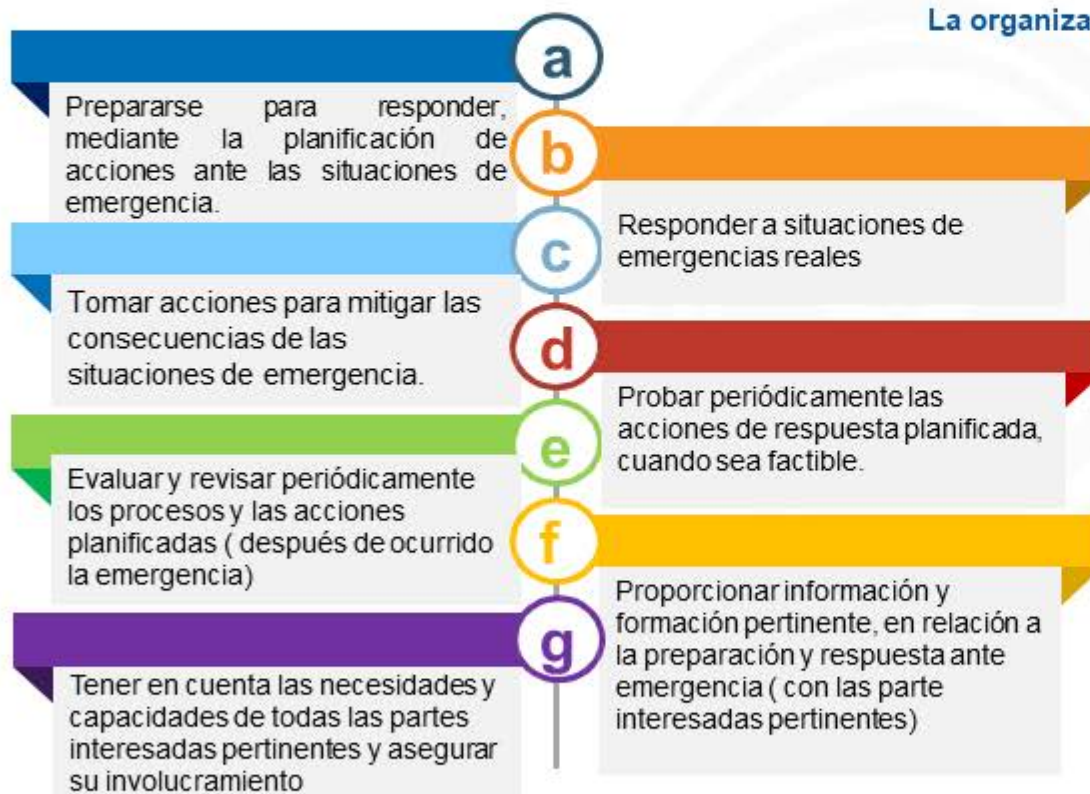 La organiza
a
Prepararse para responder,
mediante la planificación de
acciones ante las situaciones de
emergencia.
b
Responder a situaciones de
emergencias reales
c
Tomar acciones para mitigar las
consecuencias de las
situaciones de emergencia.
d
Probar periódicamente las
acciones de respuesta planificada,
cuando sea factible.
e
Evaluar y revisar periódicamente
los procesos y las acciones
planificadas ( después de ocurrido
la emergencia)
f
Proporcionar información y
formación pertinente, en relación a
la preparación y respuesta ante
emergencia ( con las parte
interesadas pertinentes)
g
Tener en cuenta las necesidades y
capacidades de todas las partes
interesadas pertinentes y asegurar
su involucramiento